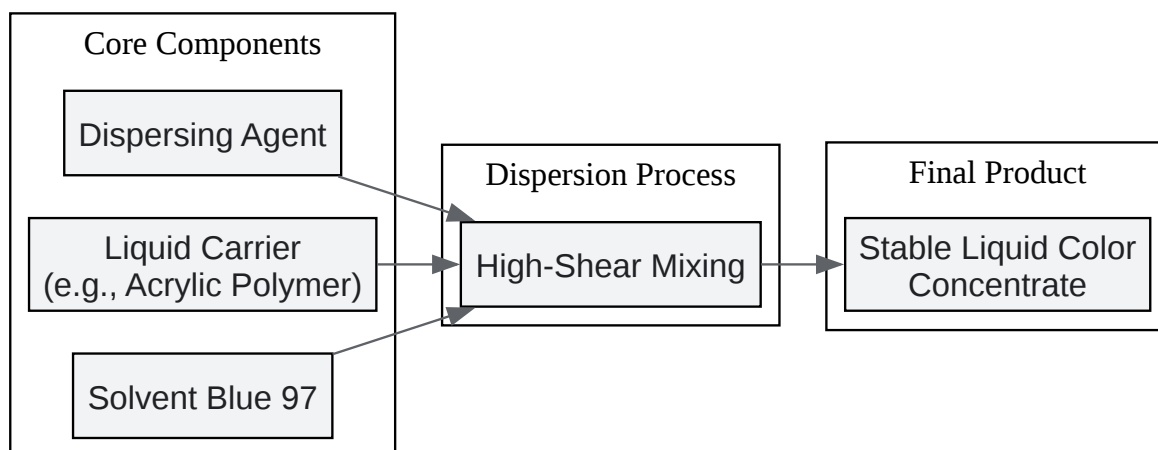 Core Components
Dispersing Agent
Liquid Carrier
(e.g., Acrylic Polymer)
Solvent Blue 97
Dispersion Process
High-Shear Mixing
Final Product
Stable Liquid Color
Concentrate